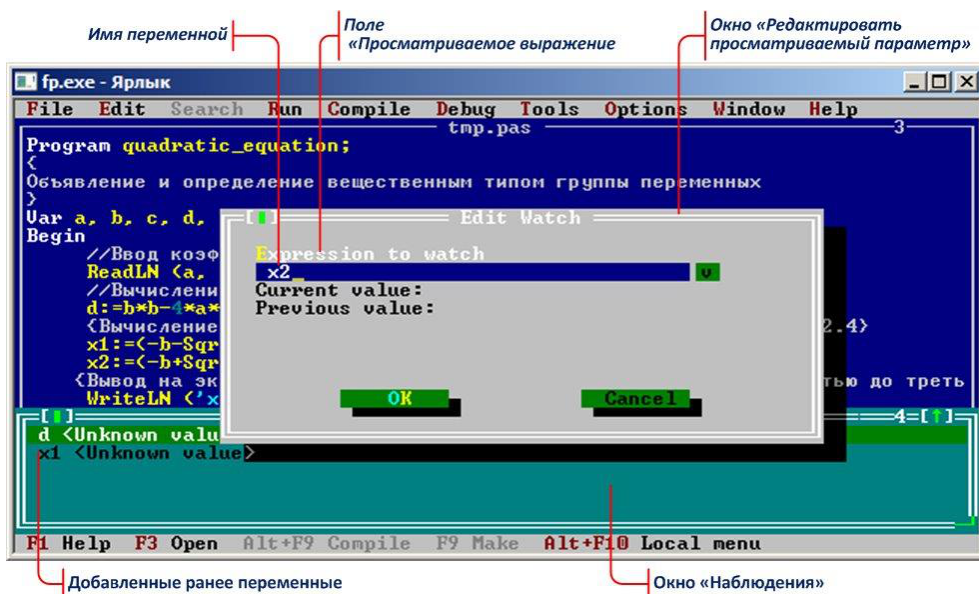 Имя переменной
Поле
«Просматриваемое выражение
Окно «Редактировать
просматриваемый параметр»
fp.exe - Ярлык
File Edit Search Run Compile Debug Tools Options Window Help
tmp.pas 3
Program quadratic_equation;
{
Объявление и определение вещественным типом группы переменных
}
Var a, b, c, d,
Begin
//Ввод коэф
ReadLN (a,
//Вычислени
d:=b*b-4*a*
{Вычисление 2.4}
x1:=(-b-Sqr
x2:=(-b+Sqr
{Вывод на эк тью до треть
WriteLN ('x
Edit Watch
Expression to watch
x2_
Current value:
Previous value:
OK Cancel
4=[↑]
d <Unknown valu
x1 <Unknown value>
F1 Help F3 Open Alt+F9 Compile F9 Make Alt+F10 Local menu
Добавленные ранее переменные
Окно «Наблюдения»